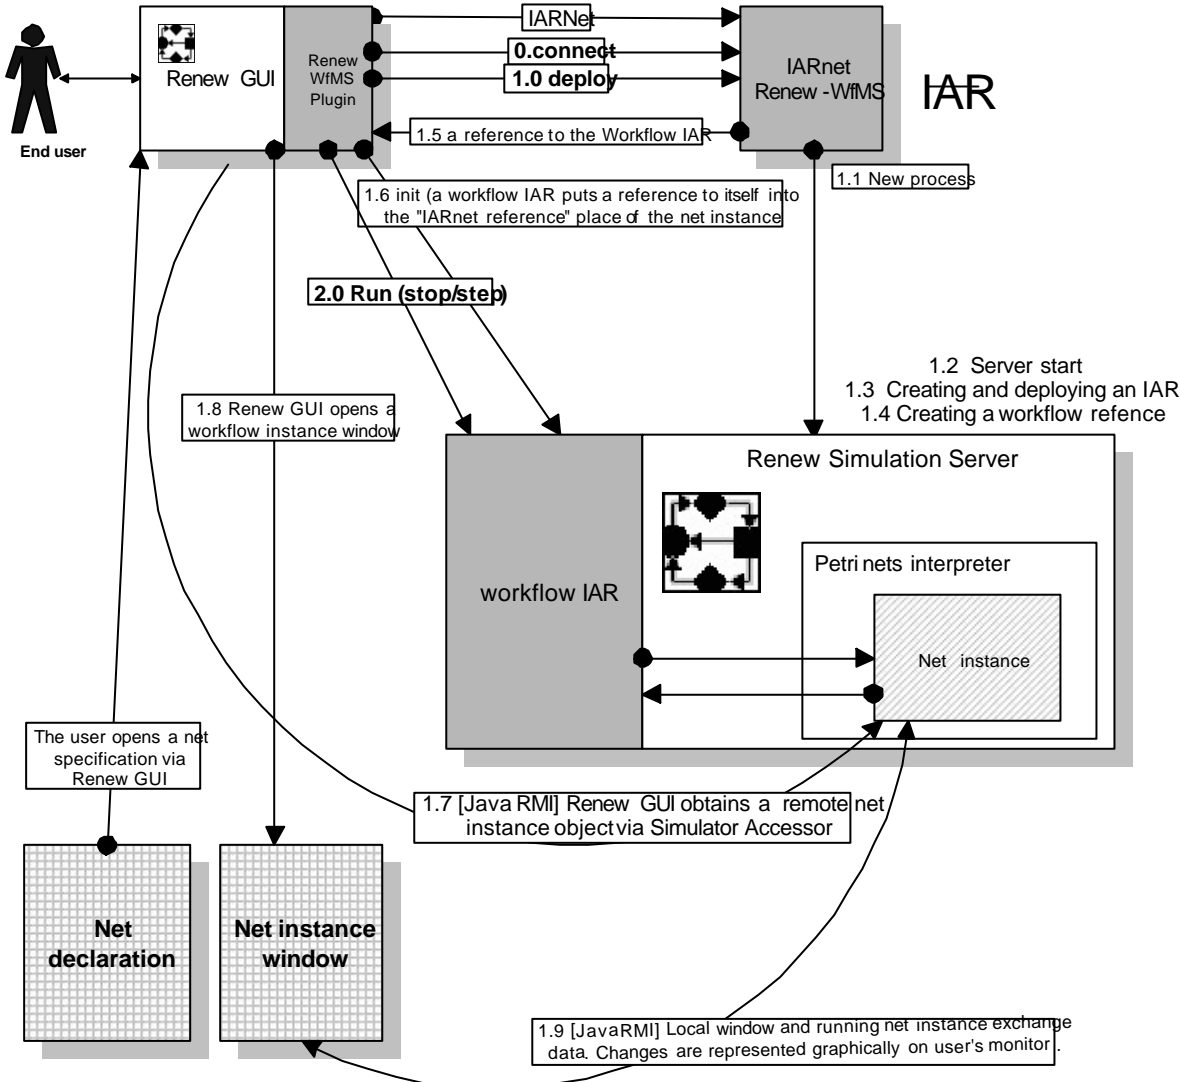 IARNet
0.connect
1.0 deploy
Renew GUI
Renew
WfMS
Plugin
IARnet
Renew -WfMS
IAR
End user
1.5 a reference to the Workflow IAR
1.1 New process
1.6 init (a workflow IAR puts a reference to itself into
the "IARnet reference" place of the net instance
2.0 Run (stop/step)
1.2 Server start
1.3 Creating and deploying an IAR
1.4 Creating a workflow refence
1.8 Renew GUI opens a
workflow instance window
Renew Simulation Server
Petri nets interpreter
workflow IAR
Net instance
The user opens a net
specification via
Renew GUI
1.7 [Java RMI] Renew GUI obtains a remote net
instance object via Simulator Accessor
Net
declaration
Net instance
window
1.9 [JavaRMI] Local window and running net instance exchange
data. Changes are represented graphically on user's monitor.